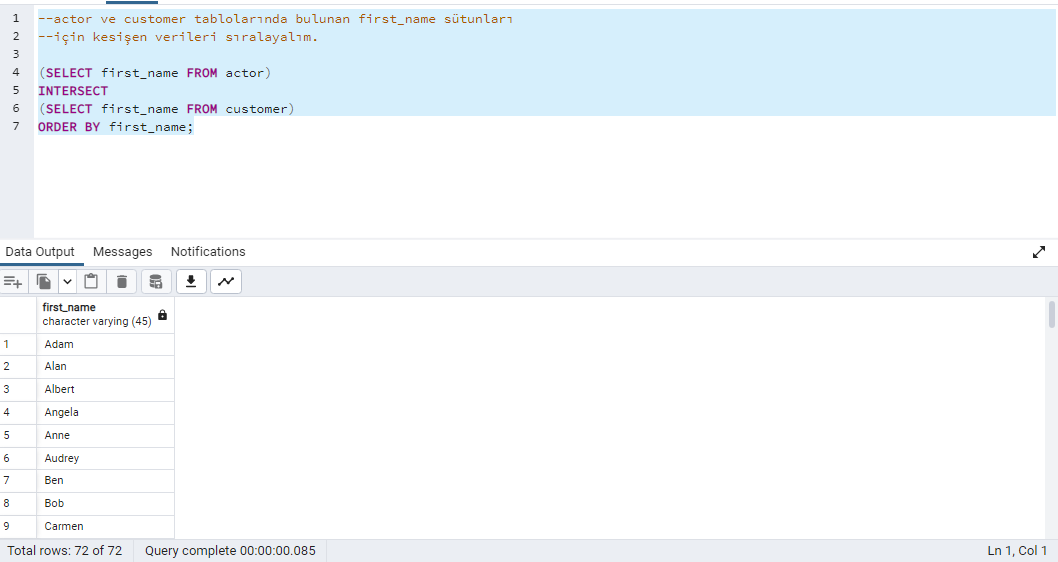 1 --actor ve customer tablolarında bulunan first_name sütunları
2 --için kesişen verileri sıralayalım.
3
4 (SELECT first_name FROM actor)
5 INTERSECT
6 (SELECT first_name FROM customer)
7 ORDER BY first_name;
Data Output Messages Notifications
first_name
character varying (45)
1 Adam
2 Alan
3 Albert
4 Angela
5 Anne
6 Audrey
7 Ben
8 Bob
9 Carmen
Total rows: 72 of 72 Query complete 00:00:00.085 Ln 1, Col 1